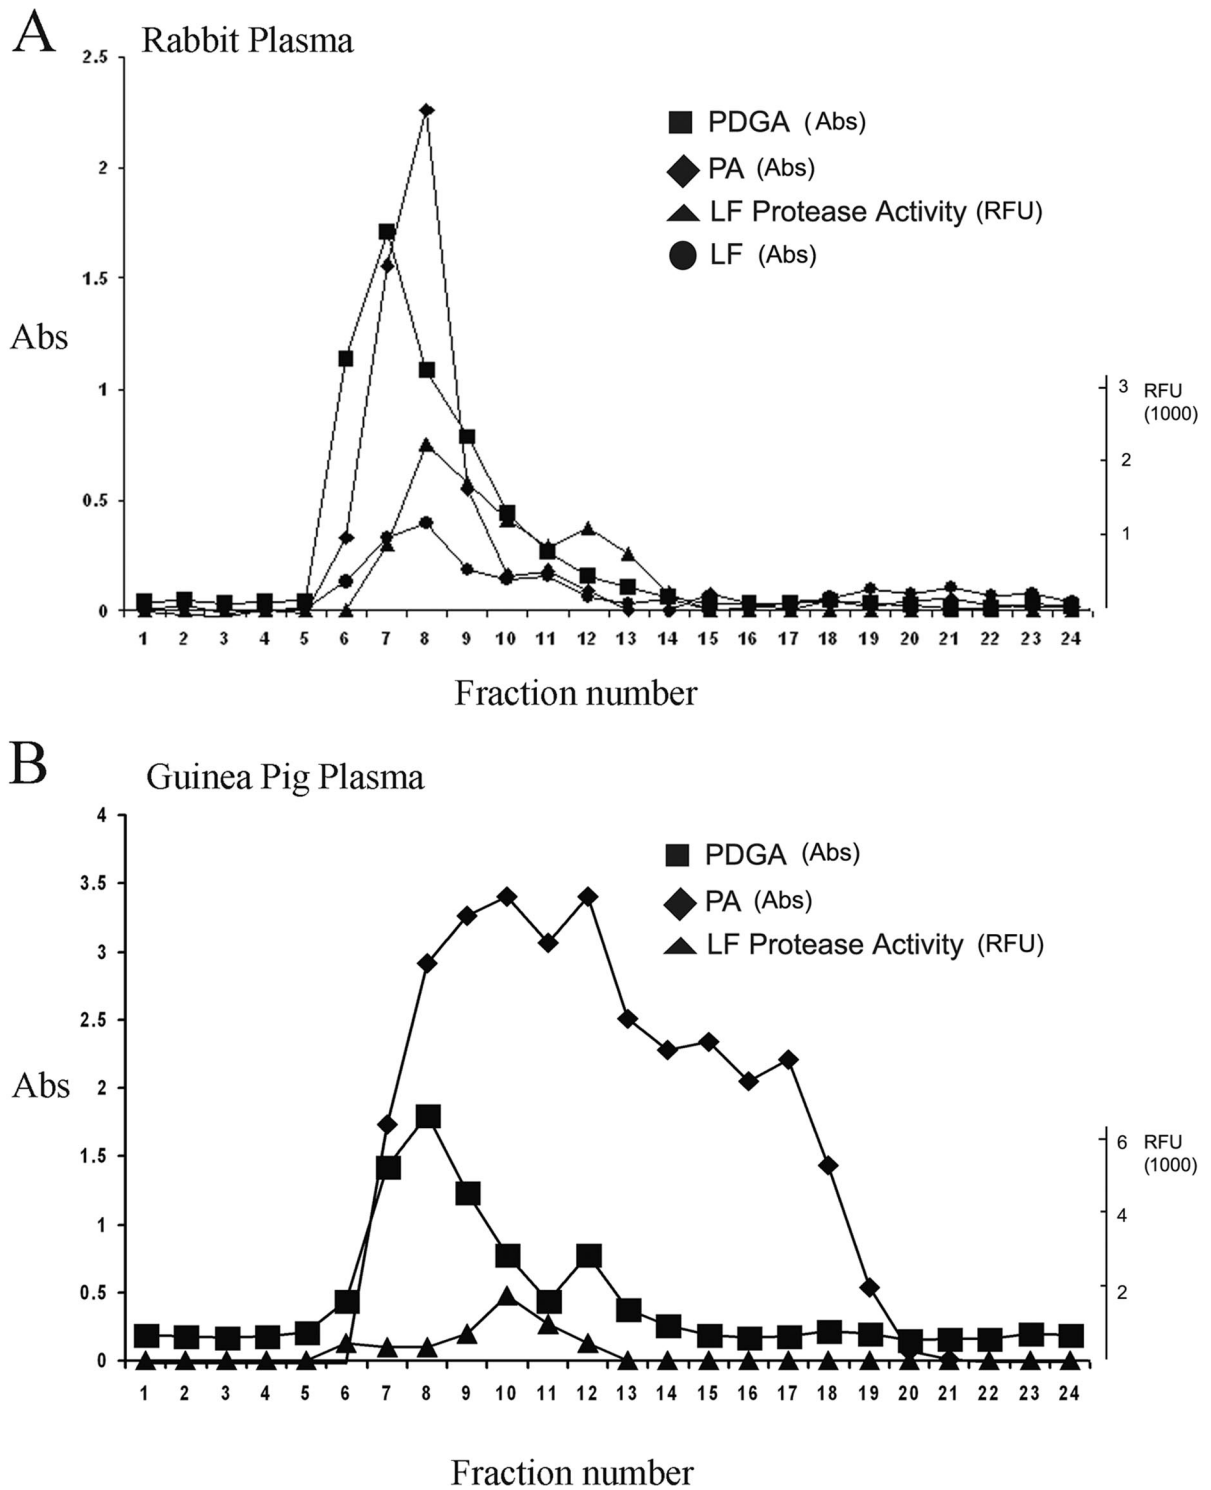 A
Rabbit Plasma
2.5
2
1.5
1
0.5
0
Abs
PDGA (Abs)
PA (Abs)
LF Protease Activity (RFU)
LF (Abs)
3
2
1
RFU
(1000)
1 2 3 4 5 6 7 8 9 10 11 12 13 14 15 16 17 18 19 20 21 22 23 24
Fraction number
B
Guinea Pig Plasma
4
3.5
3
2.5
2
1.5
1
0.5
0
Abs
PDGA (Abs)
PA (Abs)
LF Protease Activity (RFU)
6
4
2
RFU
(1000)
1 2 3 4 5 6 7 8 9 10 11 12 13 14 15 16 17 18 19 20 21 22 23 24
Fraction number